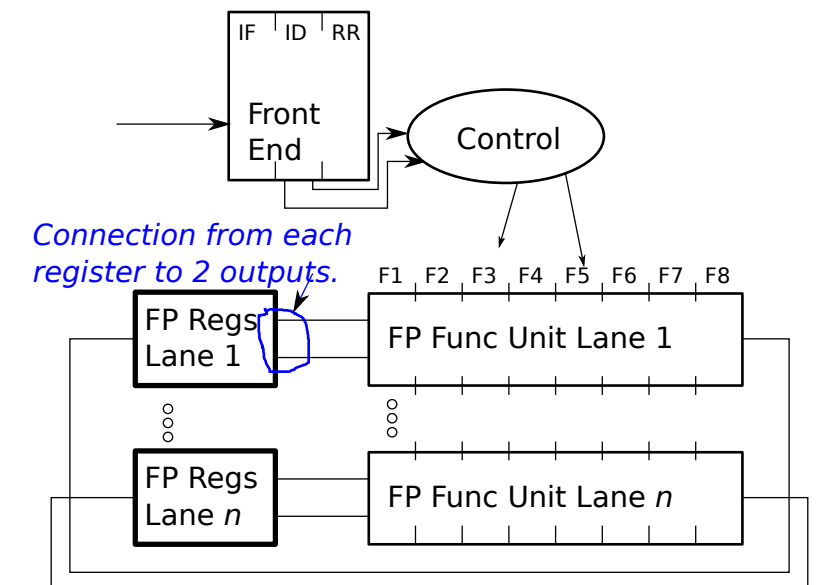 IF ID RR
Front
End
Control
Connection from each
register to 2 outputs.
F1 F2 F3 F4 F5 F6 F7 F8
FP Regs
Lane 1
FP Func Unit Lane 1
FP Regs
Lane n
FP Func Unit Lane n